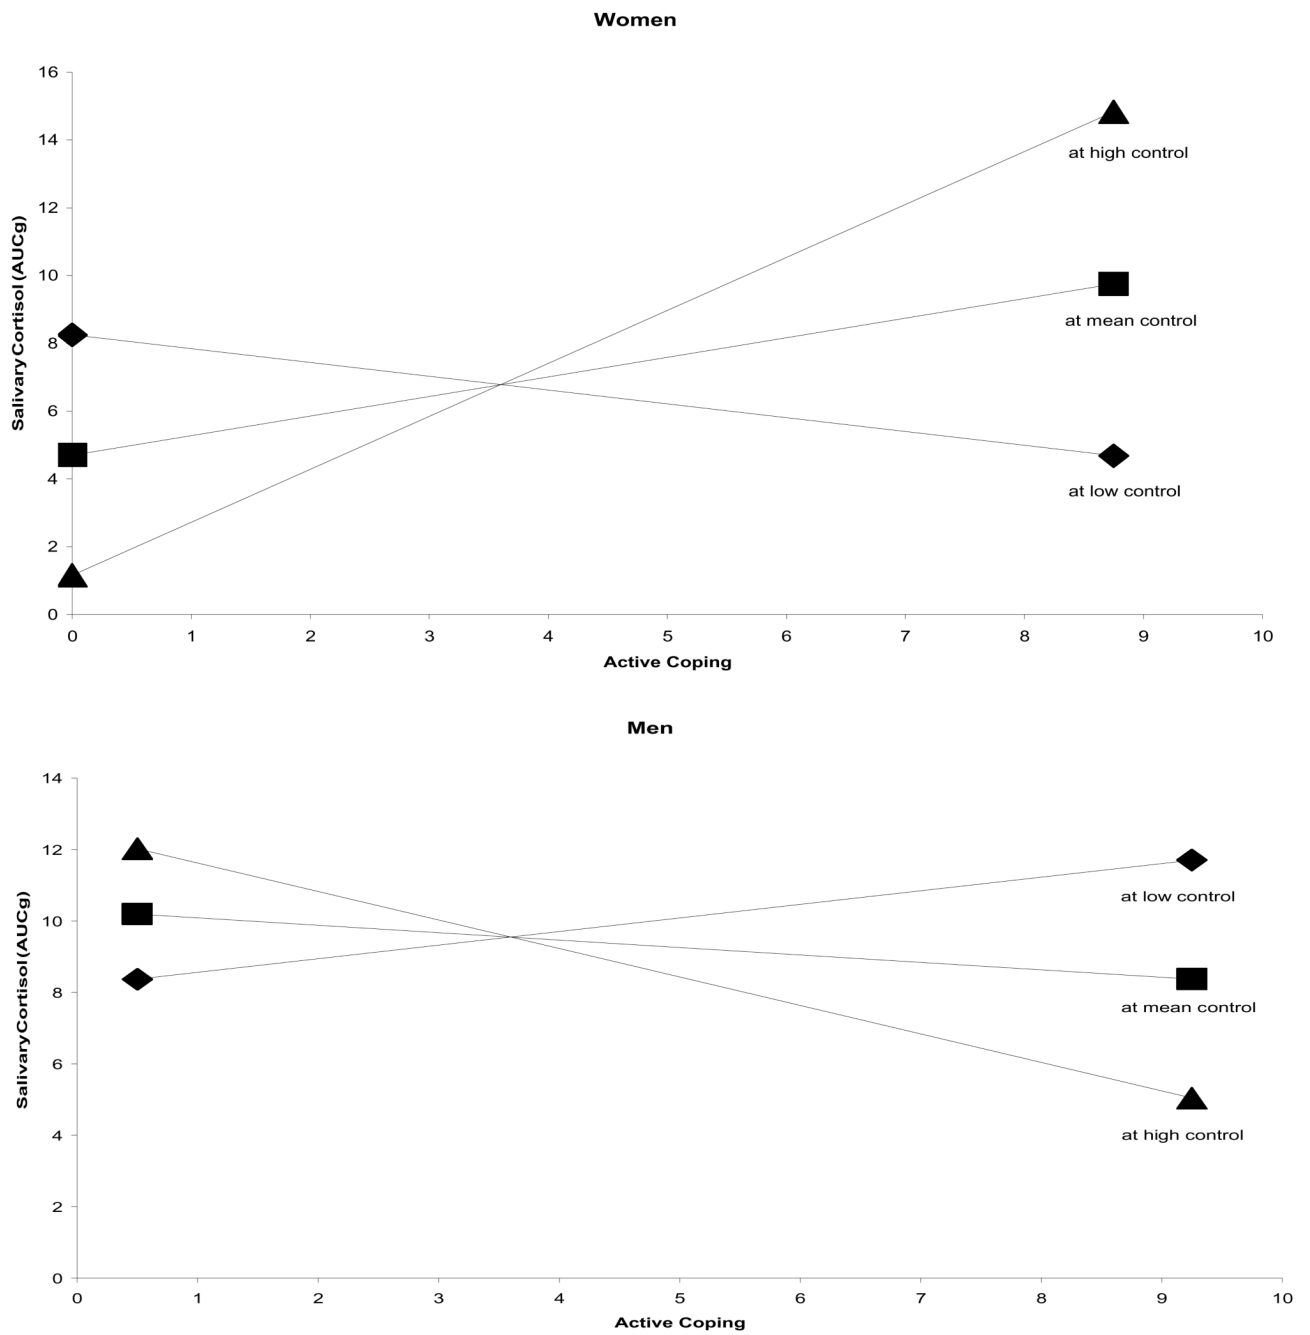 Women
16
14
12
10
8
6
4
2
0
SalivaryCortisol (AUCg)
at high control
at mean control
at low control
0 1 2 3 4 5 6 7 8 9 10
Active Coping
Men
14
12
10
8
6
4
2
0
SalivaryCortisol (AUCg)
at low control
at mean control
at high control
0 1 2 3 4 5 6 7 8 9 10
Active Coping